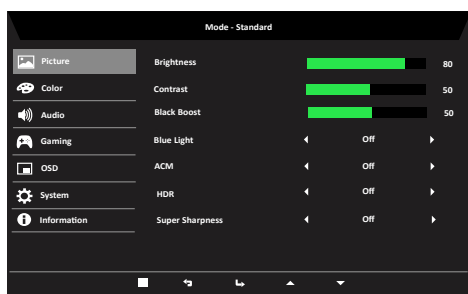 Mode - Standard
Picture
Brightness 80
Color
Contrast 50
Audio
Black Boost 50
Gaming
Blue Light Off
OSD
ACM Off
System
HDR Off
Information
Super Sharpness Off